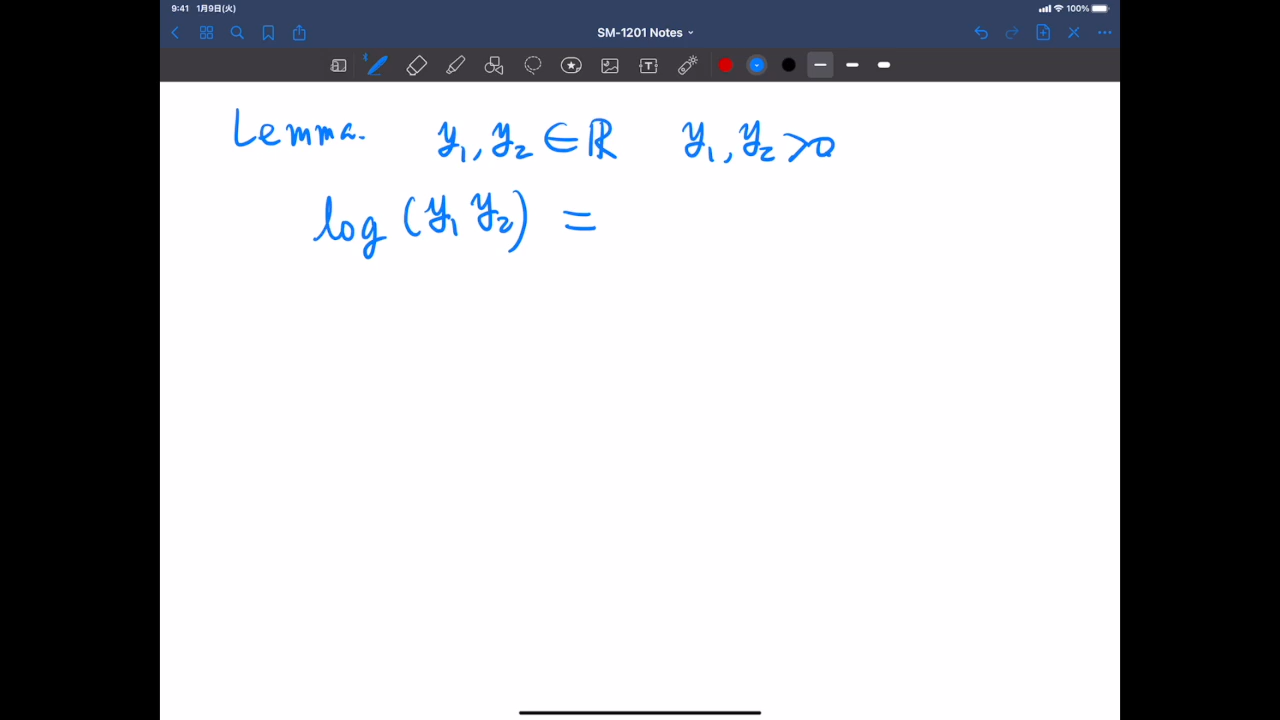 9:41 1月9日(火) 100%
SM-1201 Notes
Lemma. y₁, y₂ ∈ ℝ y₁, y₂ > 0
log (y₁ y₂) =